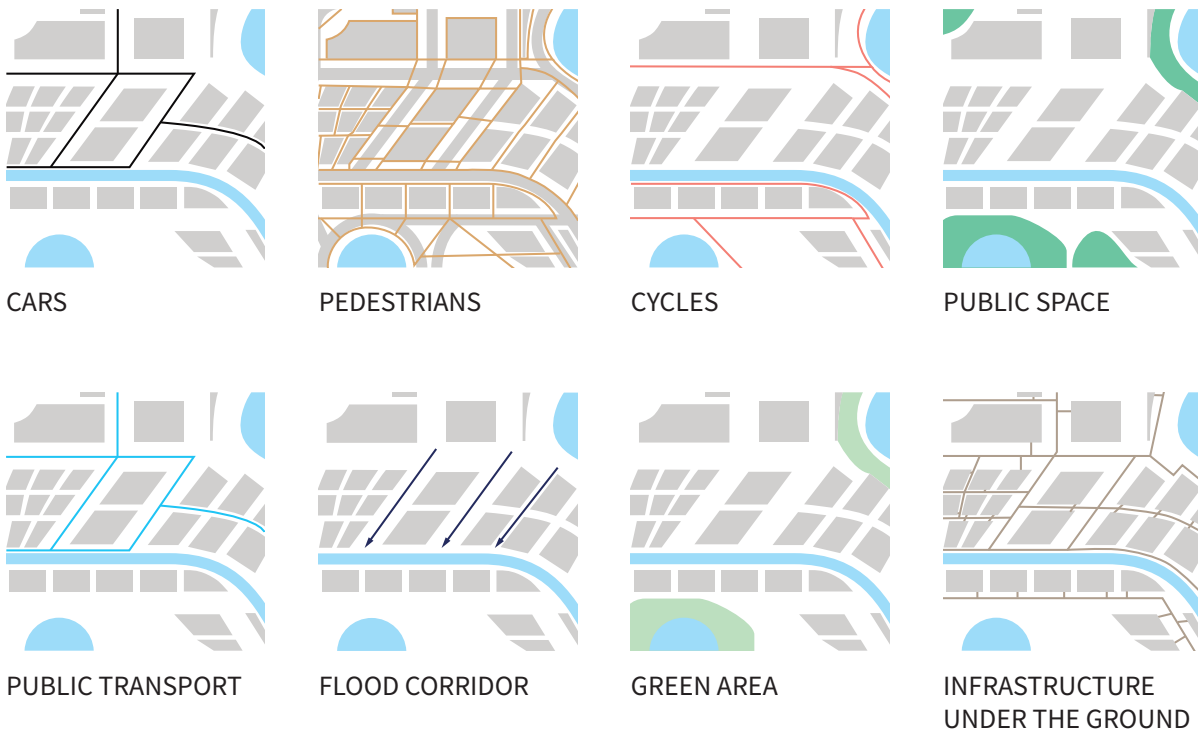 CARS
PEDESTRIANS
CYCLES
PUBLIC SPACE
PUBLIC TRANSPORT
FLOOD CORRIDOR
GREEN AREA
INFRASTRUCTURE
UNDER THE GROUND